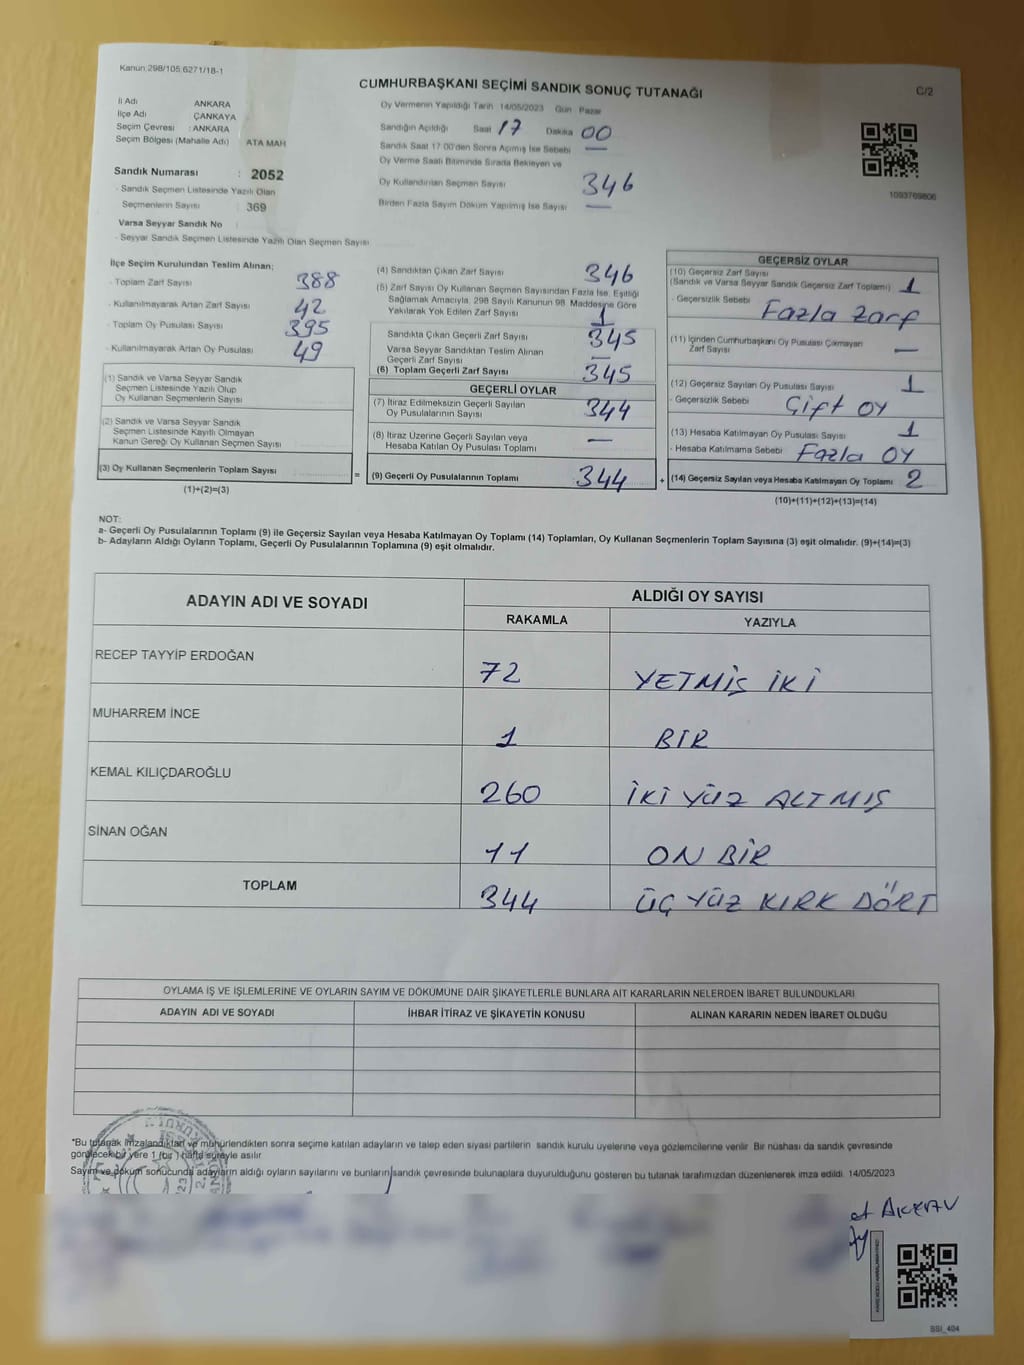 Kanun;298/105;6271/18-1
CUMHURBAŞKANI SEÇİMİ SANDIK SONUÇ TUTANAĞI
C/2
İl Adı ANKARA
İlçe Adı ÇANKAYA
Seçim Çevresi : ANKARA
Seçim Bölgesi (Mahalle Adı) ATA MAH
Sandık Numarası : 2052
- Sandık Seçmen Listesinde Yazılı Olan
Seçmenlerin Sayısı : 369
Varsa Seyyar Sandık No :
- Seyyar Sandık Seçmen Listesinde Yazılı Olan Seçmen Sayısı
Oy Vermenin Yapıldığı Tarih 14/05/2023 Gün Pazar
Sandığın Açıldığı Saat 17 Dakika 00
Sandık Saat 17.00'den Sonra Açılmış İse Sebebi —
Oy Verme Saati Bitiminde Sırada Bekleyen ve
Oy Kullandırılan Seçmen Sayısı 346
Birden Fazla Sayım Döküm Yapılmış İse Sayısı —
1093769806
İlçe Seçim Kurulundan Teslim Alınan;
- Toplam Zarf Sayısı 388
- Kullanılmayarak Artan Zarf Sayısı 42
- Toplam Oy Pusulası Sayısı 395
- Kullanılmayarak Artan Oy Pusulası 49
(1) Sandık ve Varsa Seyyar Sandık
Seçmen Listesinde Yazılı Olup
Oy Kullanan Seçmenlerin Sayısı
(2) Sandık ve Varsa Seyyar Sandık
Seçmen Listesinde Kayıtlı Olmayan
Kanun Gereği Oy Kullanan Seçmen Sayısı
(3) Oy Kullanan Seçmenlerin Toplam Sayısı =
(1)+(2)=(3)
(4) Sandıktan Çıkan Zarf Sayısı 346
(5) Zarf Sayısı Oy Kullanan Seçmen Sayısından Fazla İse, Eşitliği
Sağlamak Amacıyla, 298 Sayılı Kanunun 98. Maddesine Göre
Yakılarak Yok Edilen Zarf Sayısı 1
Sandıkta Çıkan Geçerli Zarf Sayısı 345
Varsa Seyyar Sandıktan Teslim Alınan
Geçerli Zarf Sayısı —
(6) Toplam Geçerli Zarf Sayısı 345
GEÇERLİ OYLAR
(7) İtiraz Edilmeksizin Geçerli Sayılan
Oy Pusulalarının Sayısı 344
(8) İtiraz Üzerine Geçerli Sayılan veya
Hesaba Katılan Oy Pusulası Toplamı —
(9) Geçerli Oy Pusulalarının Toplamı 344 +
GEÇERSİZ OYLAR
(10) Geçersiz Zarf Sayısı
(Sandık ve Varsa Seyyar Sandık Geçersiz Zarf Toplamı) 1
- Geçersizlik Sebebi Fazla Zarf
(11) İçinden Cumhurbaşkanı Oy Pusulası Çıkmayan
Zarf Sayısı —
(12) Geçersiz Sayılan Oy Pusulası Sayısı 1
- Geçersizlik Sebebi Çift oy
(13) Hesaba Katılmayan Oy Pusulası Sayısı 1
- Hesaba Katılmama Sebebi Fazla oy
(14) Geçersiz Sayılan veya Hesaba Katılmayan Oy Toplamı 2
(10)+(11)+(12)+(13)=(14)
NOT:
a- Geçerli Oy Pusulalarının Toplamı (9) ile Geçersiz Sayılan veya Hesaba Katılmayan Oy Toplamı (14) Toplamları, Oy Kullanan Seçmenlerin Toplam Sayısına (3) eşit olmalıdır. (9)+(14)=(3)
b- Adayların Aldığı Oyların Toplamı, Geçerli Oy Pusulalarının Toplamına (9) eşit olmalıdır.
ADAYIN ADI VE SOYADI ALDIĞI OY SAYISI
RAKAMLA YAZIYLA
RECEP TAYYİP ERDOĞAN 72 YETMİŞ İKİ
MUHARREM İNCE 1 BİR
KEMAL KILIÇDAROĞLU 260 İKİ YÜZ ALTMIŞ
SİNAN OĞAN 11 ON BİR
TOPLAM 344 ÜÇ YÜZ KIRK DÖRT
OYLAMA İŞ VE İŞLEMLERİNE VE OYLARIN SAYIM VE DÖKÜMÜNE DAİR ŞİKAYETLERLE BUNLARA AİT KARARLARIN NELERDEN İBARET BULUNDUKLARI
ADAYIN ADI VE SOYADI İHBAR İTİRAZ VE ŞİKAYETİN KONUSU ALINAN KARARIN NEDEN İBARET OLDUĞU
*Bu tutanak imzalandıktan ve mühürlendikten sonra seçime katılan adayların ve talep eden siyasi partilerin sandık kurulu üyelerine veya gözlemcilerine verilir. Bir nüshası da sandık çevresinde
görülecek bir yere 1 (bir ) hafta süreyle asılır.
Sayım ve döküm sonucunda adayların aldığı oyların sayılarını ve bunların sandık çevresinde bulunanlara duyurulduğunu gösteren bu tutanak tarafımızdan düzenlenerek imza edildi. 14/05/2023
BSI_404